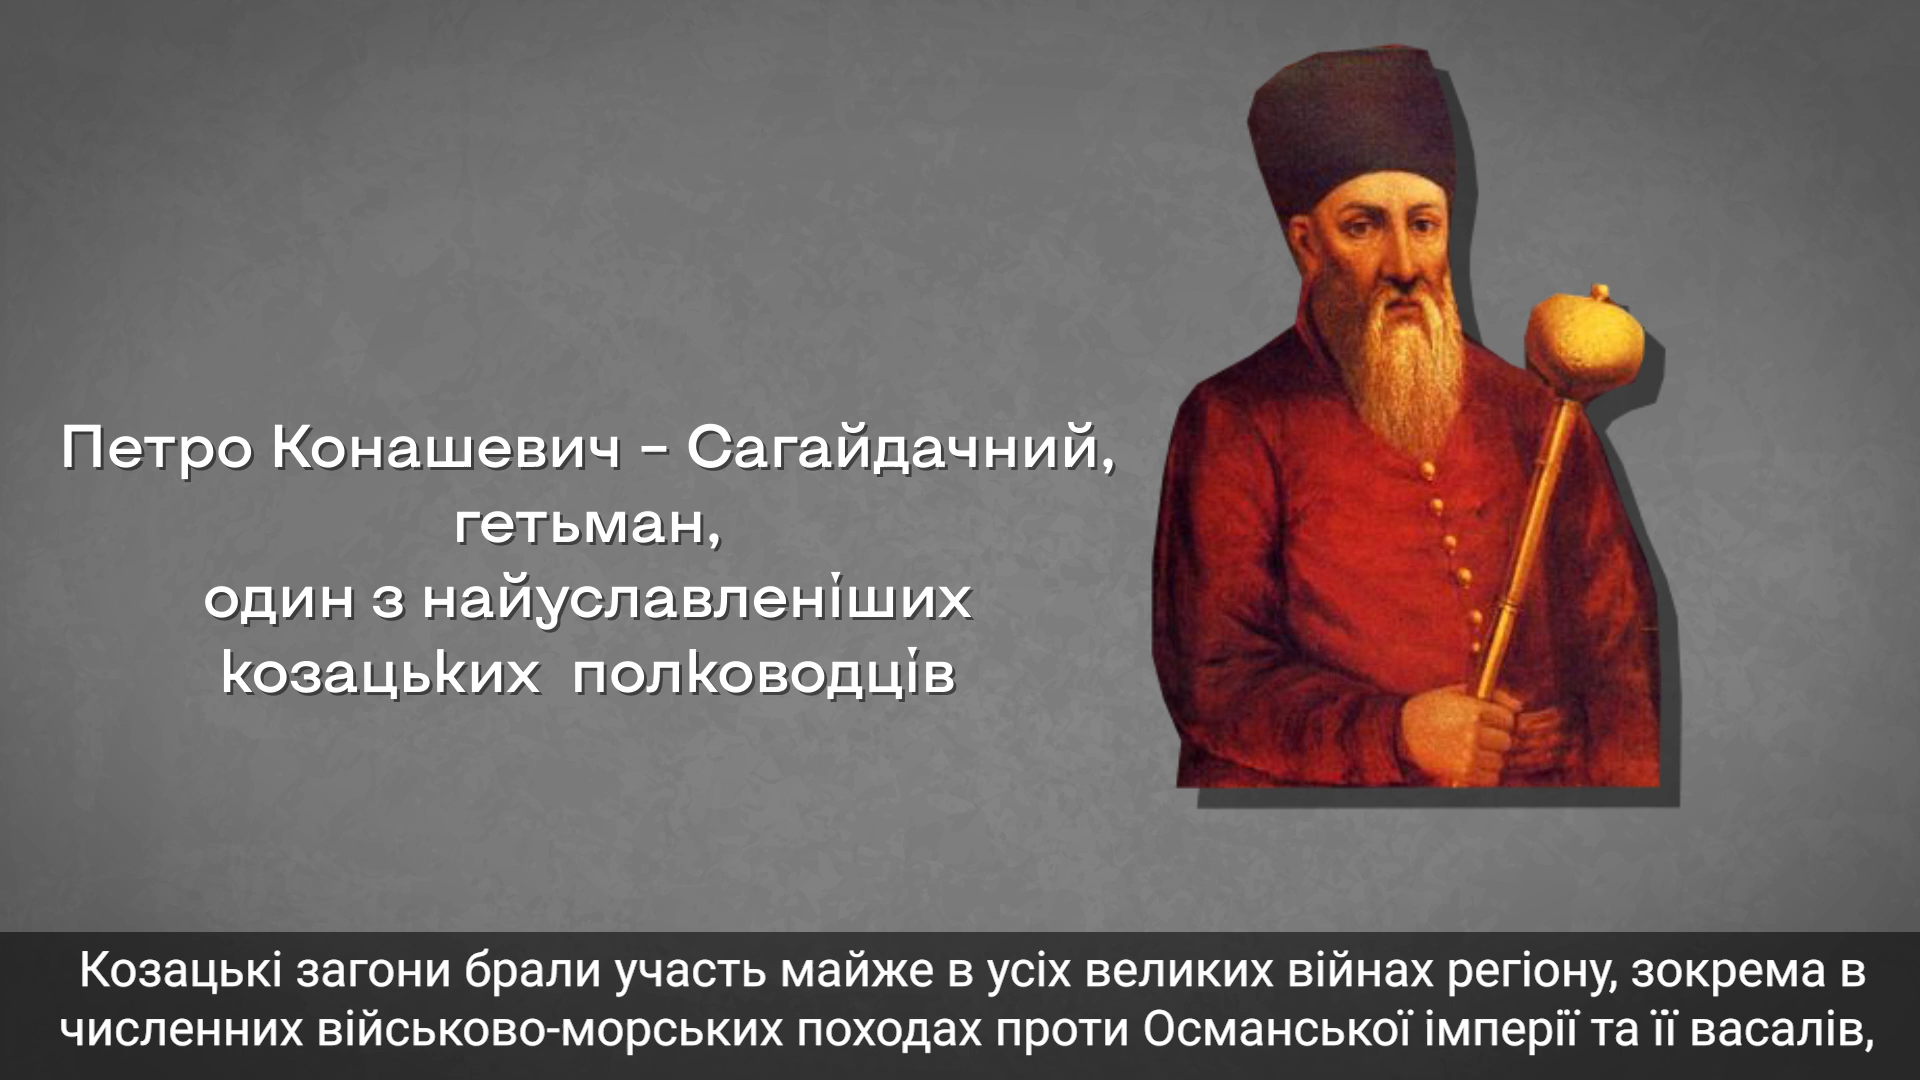 Петро Конашевич - Сагайдачний,
гетьман,
один з найуславленіших
козацьких полководців
Козацькі загони брали участь майже в усіх великих війнах регіону, зокрема в
численних військово-морських походах проти Османської імперії та її васалів,